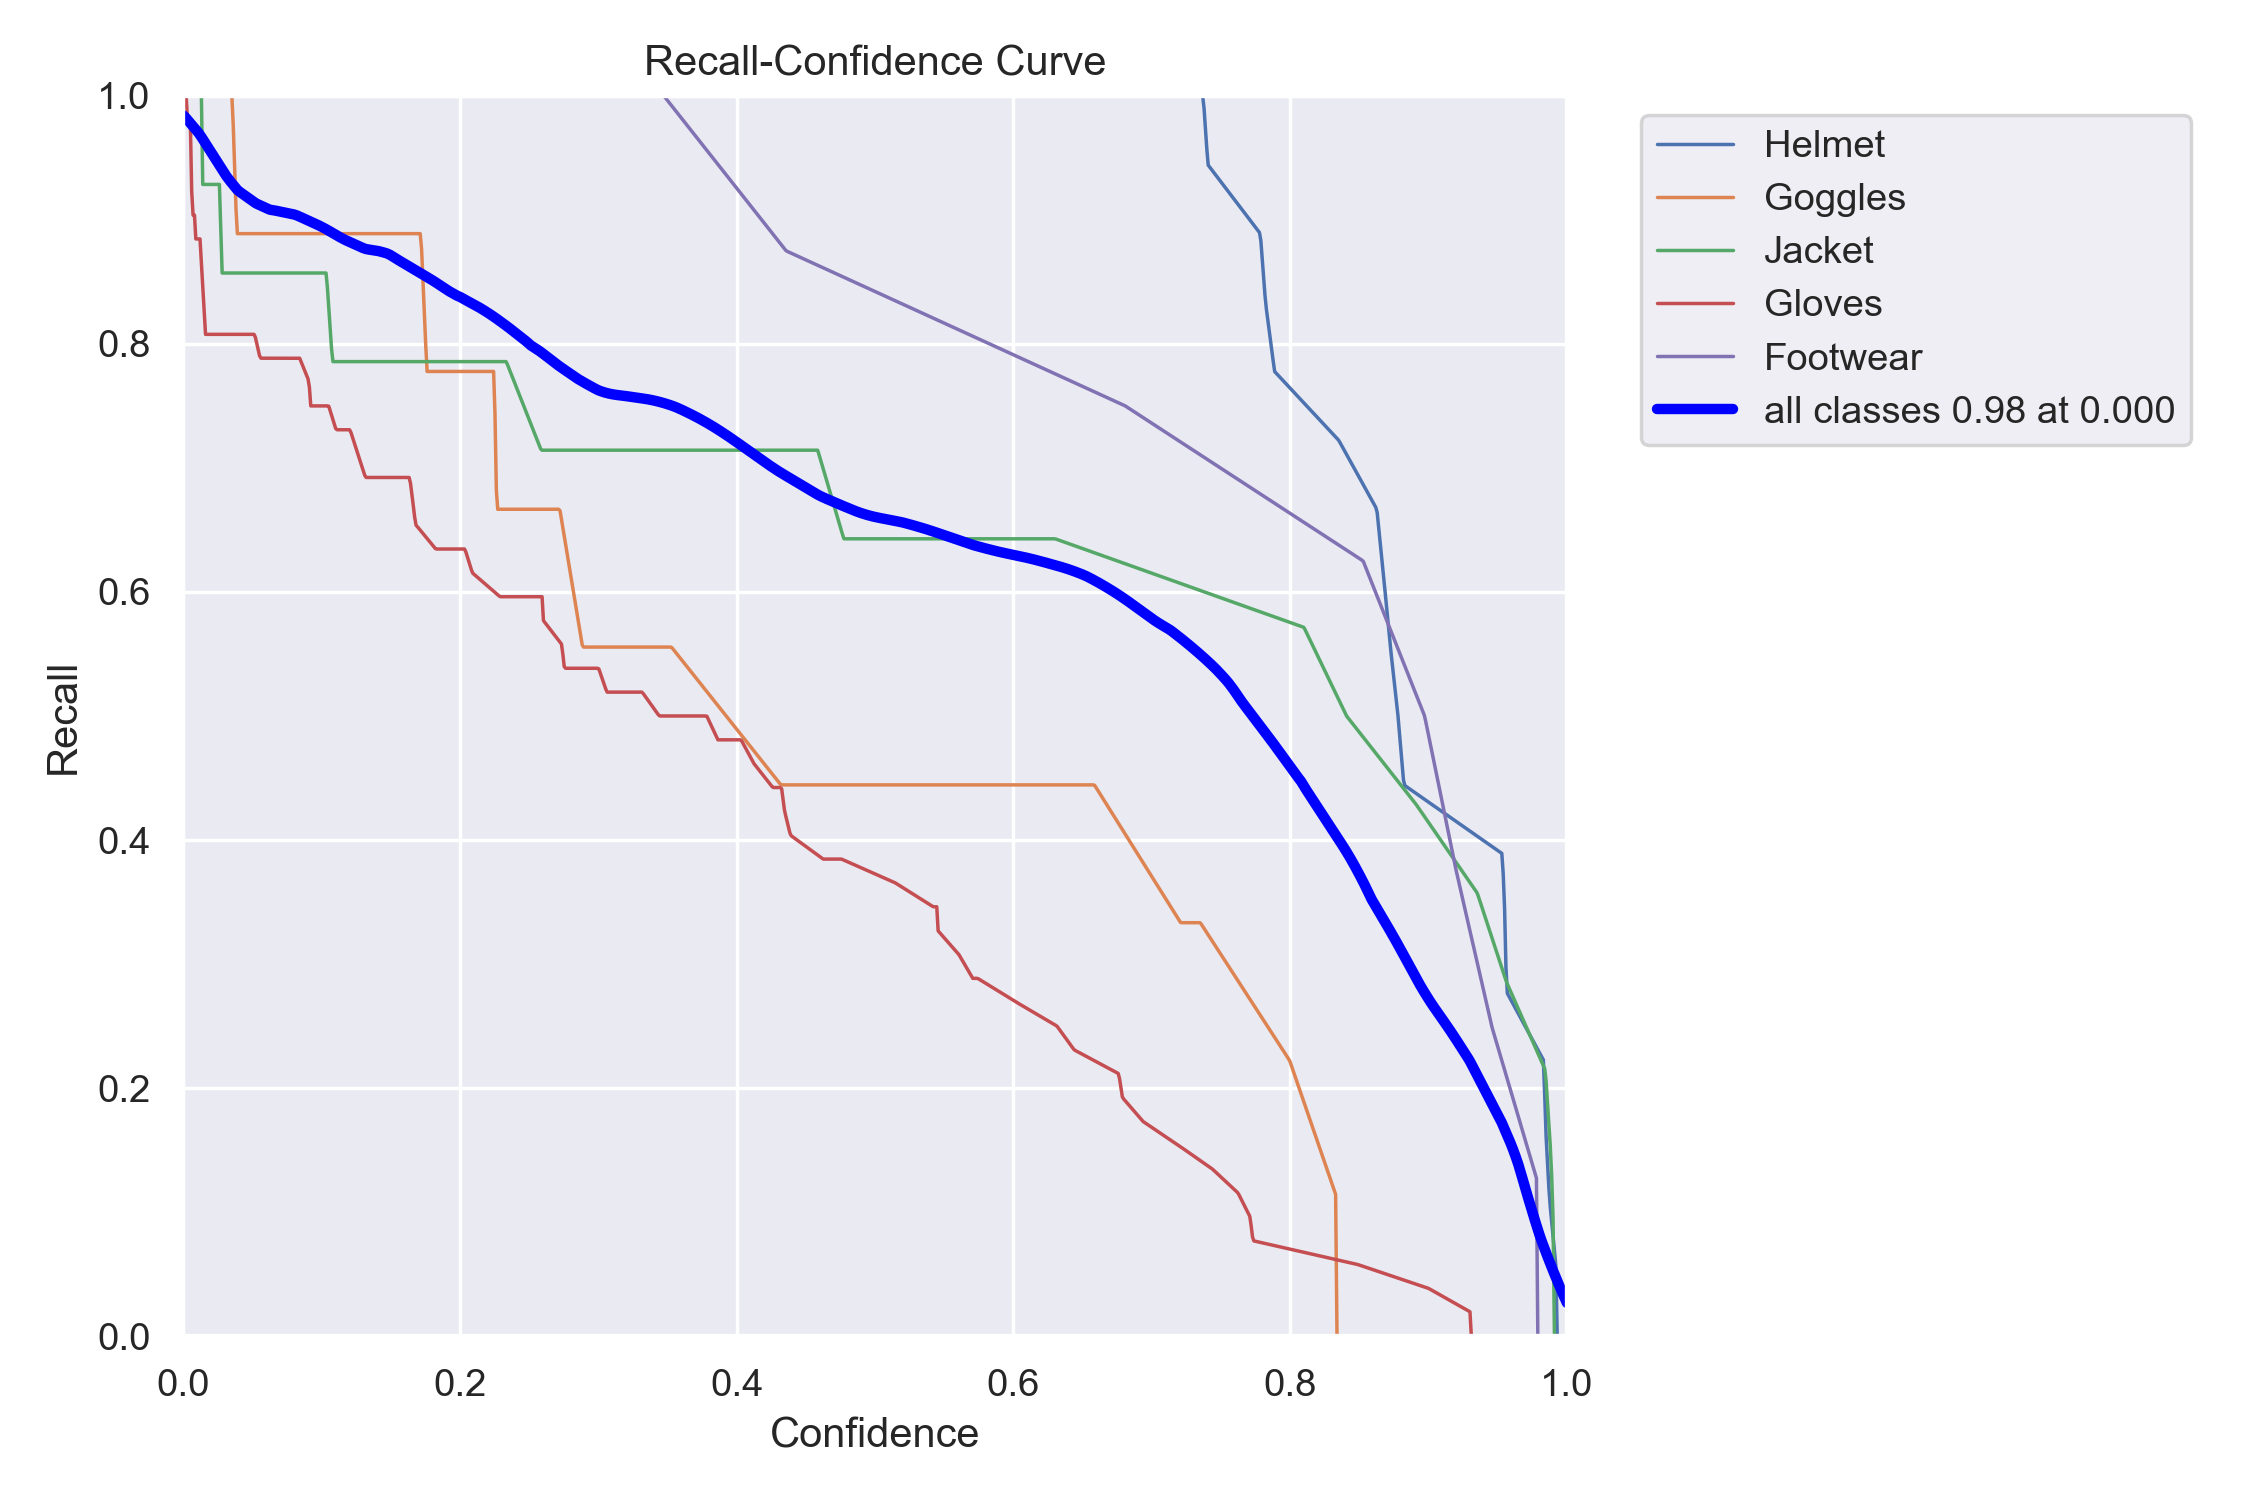 Recall-Confidence Curve
1.0
0.8
0.6
0.4
0.2
0.0
Recall
0.0 0.2 0.4 0.6 0.8 1.0
Confidence
Helmet
Goggles
Jacket
Gloves
Footwear
all classes 0.98 at 0.000